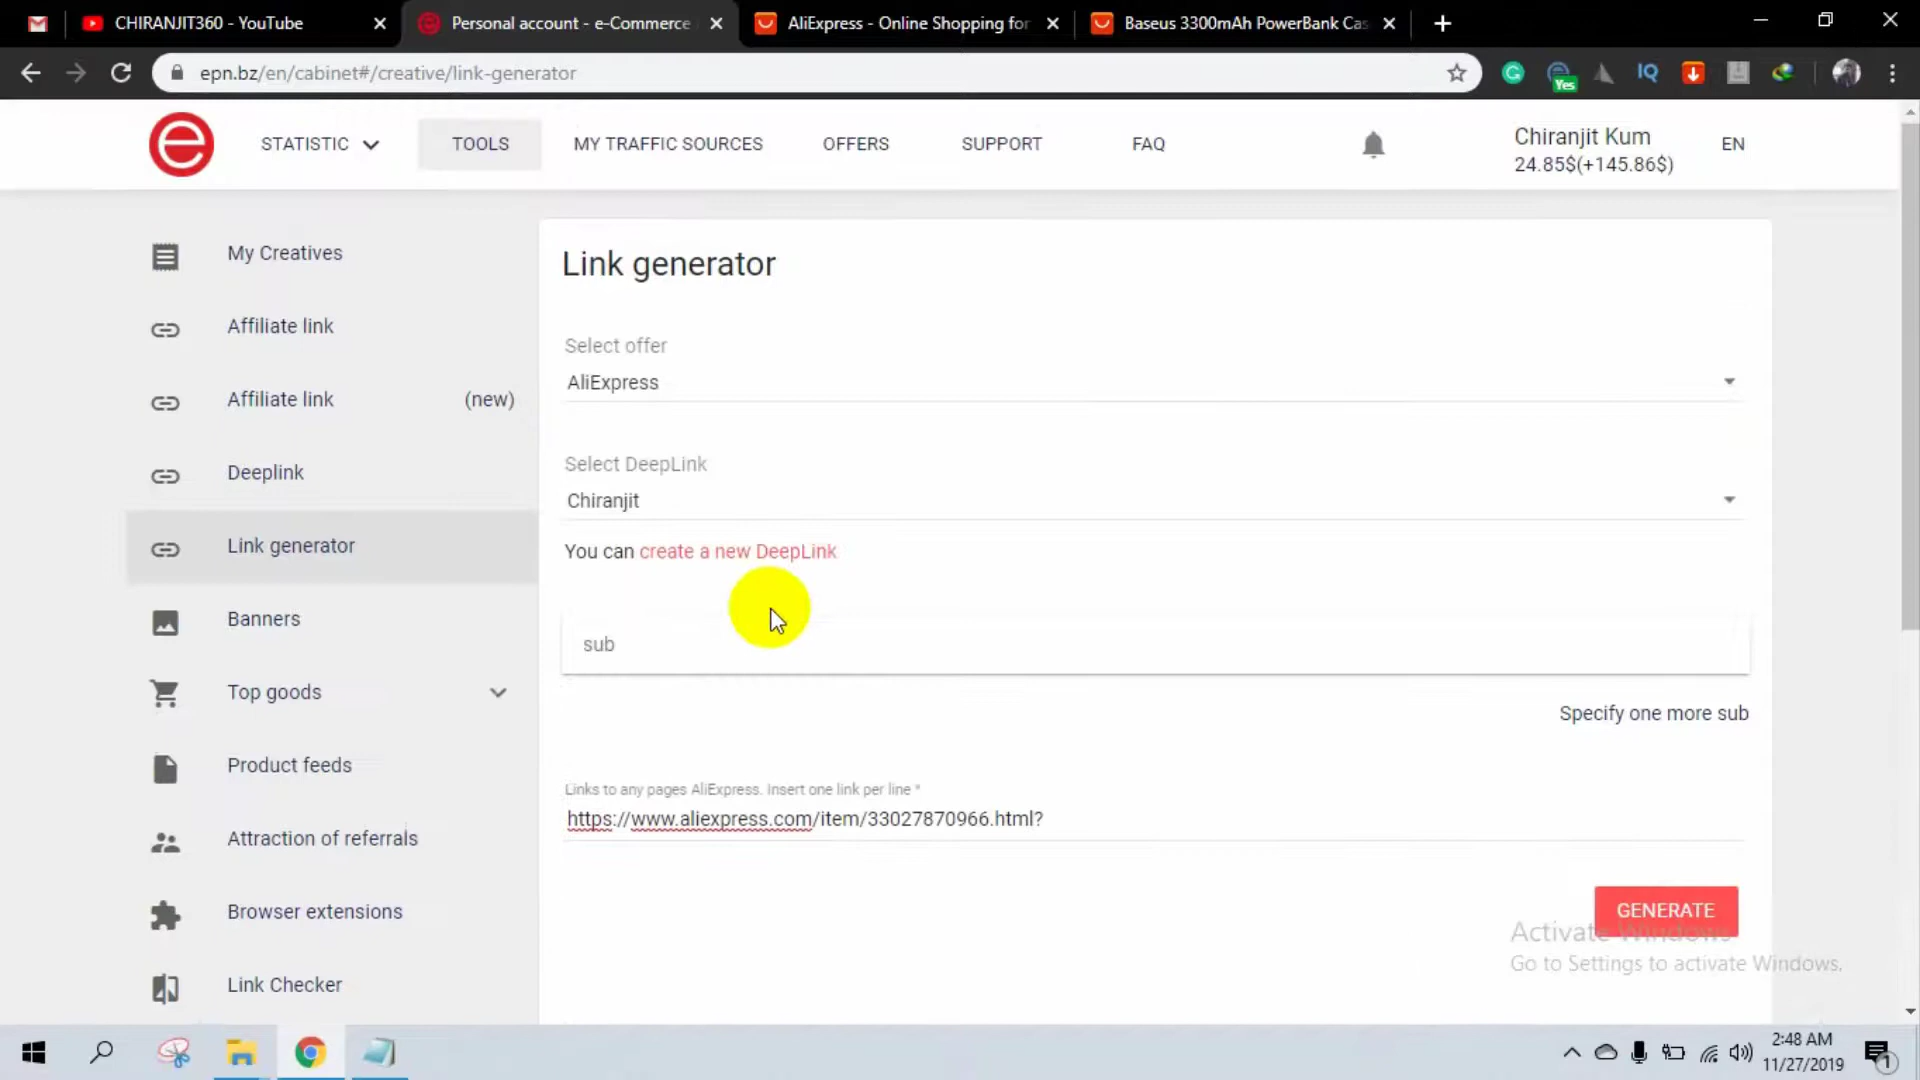 CHIRANJIT360 - YouTube
Personal account - e-Commerce
AliExpress - Online Shopping for
Baseus 3300mAh PowerBank Cas
epn.bz/en/cabinet#/creative/link-generator
IQ
Yes
e
STATISTIC
TOOLS
MY TRAFFIC SOURCES
OFFERS
SUPPORT
FAQ
Chiranjit Kum
24.85$(+145.86$)
EN
My Creatives
Affiliate link
Affiliate link (new)
Deeplink
Link generator
Banners
Top goods
Product feeds
Attraction of referrals
Browser extensions
Link Checker
Link generator
Select offer
AliExpress
Select DeepLink
Chiranjit
You can create a new DeepLink
sub
Specify one more sub
Links to any pages AliExpress. Insert one link per line *
https://www.aliexpress.com/item/33027870966.html?
GENERATE
Activate Windows
Go to Settings to activate Windows.
2:48 AM
11/27/2019
1